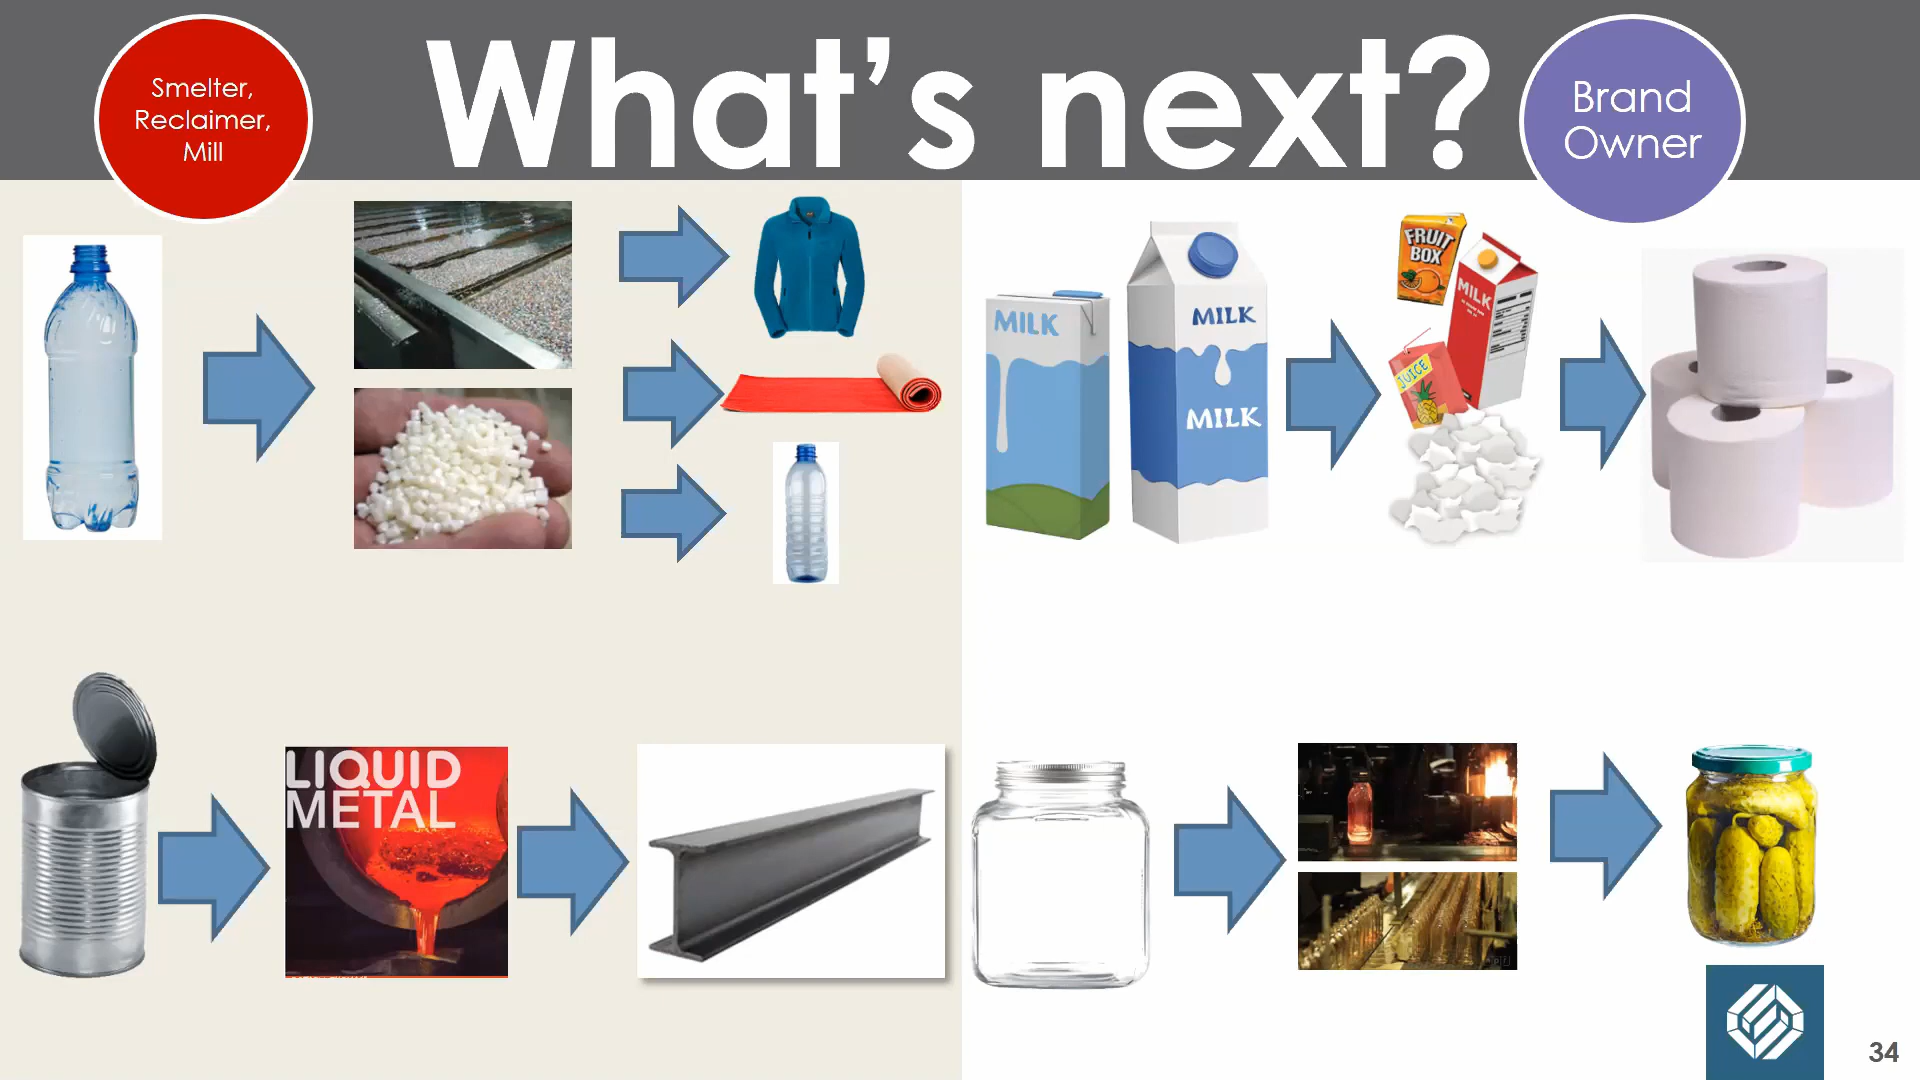 Smelter,
Reclaimer,
Mill
What's next?
Brand
Owner
MILK
MILK
MILK
FRUIT
BOX
MILK
JUICE
LIQUID
METAL
34